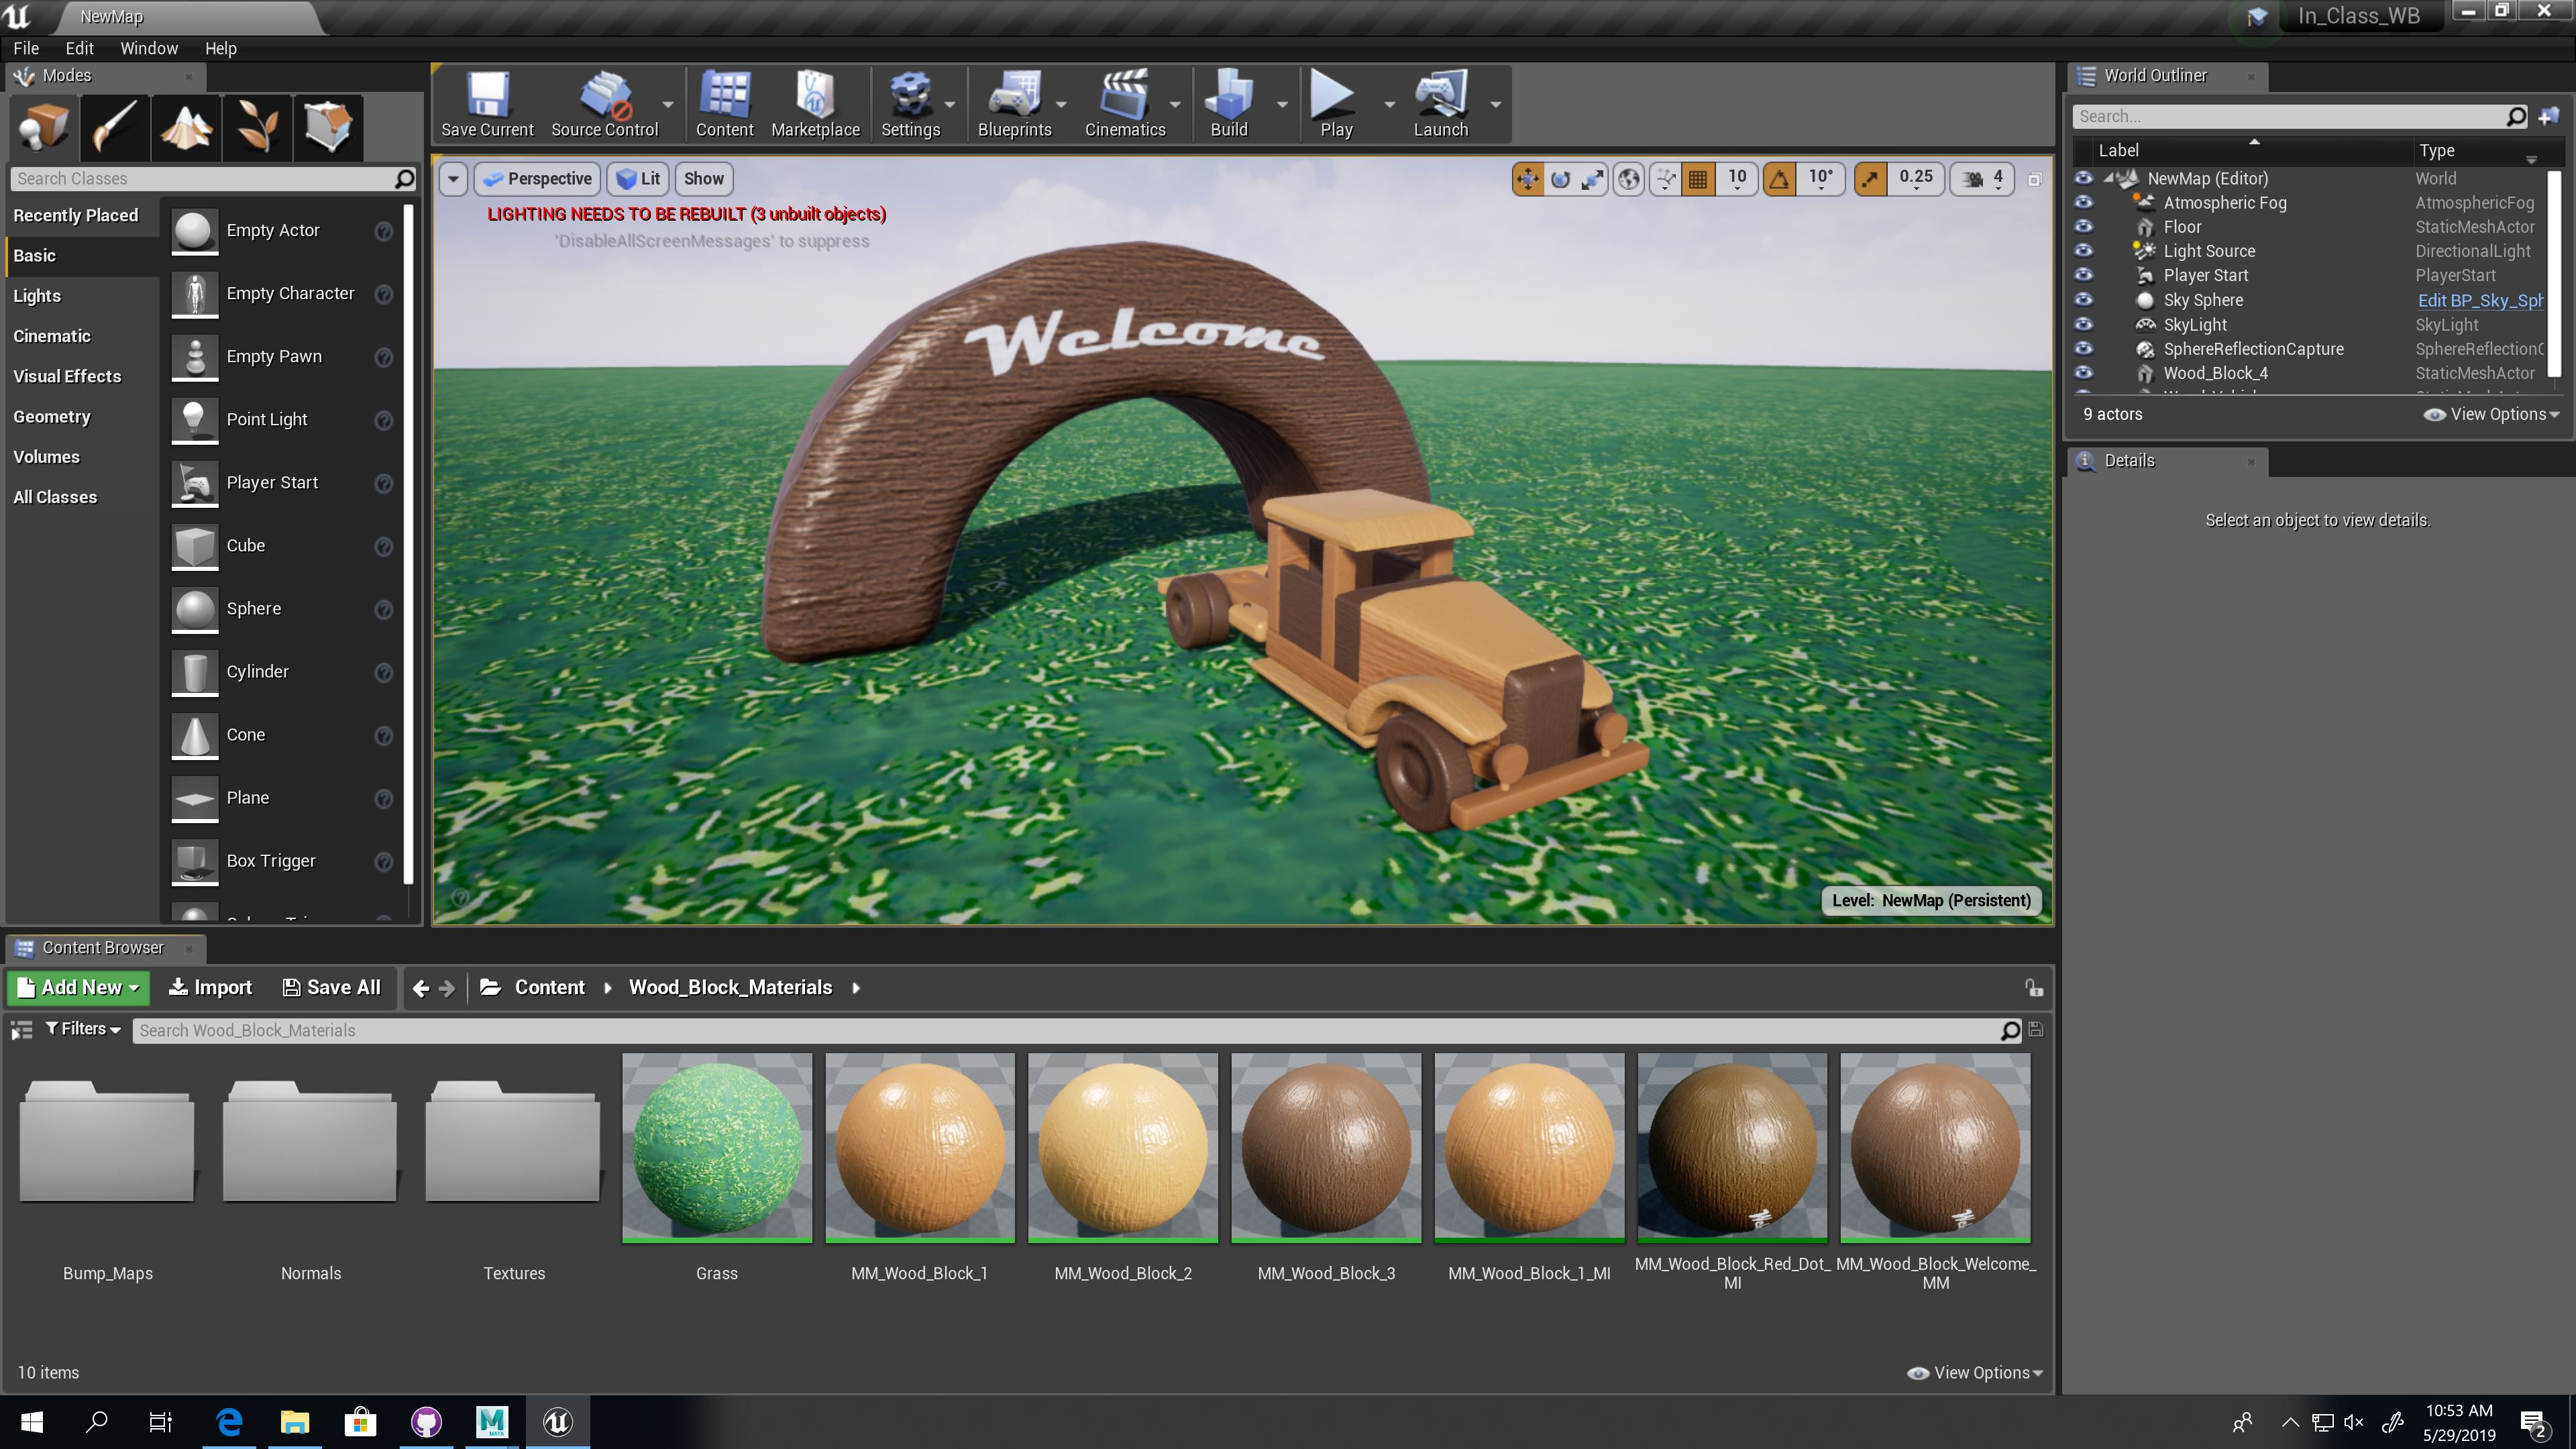 NewMap
In_Class_WB
File Edit Window Help
Modes
Save Current
Source Control
Content
Marketplace
Settings
Blueprints
Cinematics
Build
Play
Launch
World Outliner
Search...
Label
Type
NewMap (Editor) World
Atmospheric Fog AtmosphericFog
Floor StaticMeshActor
Light Source DirectionalLight
Player Start PlayerStart
Sky Sphere Edit BP_Sky_Sph
SkyLight SkyLight
SphereReflectionCapture SphereReflectionC
Wood_Block_4 StaticMeshActor
9 actors
View Options
Details
Select an object to view details.
Search Classes
Recently Placed
Basic
Lights
Cinematic
Visual Effects
Geometry
Volumes
All Classes
Empty Actor
Empty Character
Empty Pawn
Point Light
Player Start
Cube
Sphere
Cylinder
Cone
Plane
Box Trigger
Perspective
Lit
Show
10
10°
0.25
4
LIGHTING NEEDS TO BE REBUILT (3 unbuilt objects)
'DisableAllScreenMessages' to suppress
Welcome
Level: NewMap (Persistent)
Content Browser
Add New
Import
Save All
Content
Wood_Block_Materials
Filters
Search Wood_Block_Materials
Bump_Maps
Normals
Textures
Grass
MM_Wood_Block_1
MM_Wood_Block_2
MM_Wood_Block_3
MM_Wood_Block_1_MI
MM_Wood_Block_Red_Dot_
MI
MM_Wood_Block_Welcome_
MM
10 items
View Options
MAYA
10:53 AM
5/29/2019
2